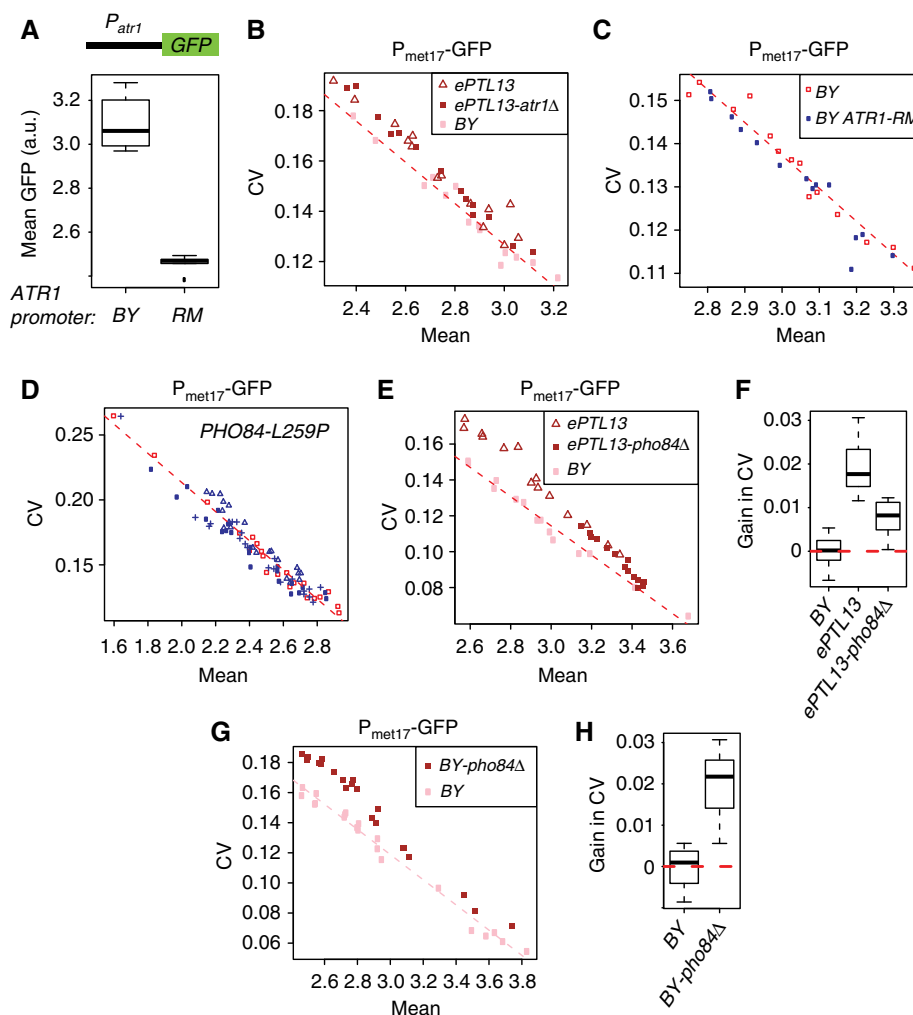 A
P_atr1
GFP
Mean GFP (a.u.)
3.2
3.0
2.8
2.6
ATR1
promoter: BY RM
B
P_met17-GFP
ePTL13
ePTL13-atr1Δ
BY
CV
0.18
0.16
0.14
0.12
2.4 2.6 2.8 3.0 3.2
Mean
C
P_met17-GFP
BY
BY ATR1-RM
CV
0.15
0.14
0.13
0.12
0.11
2.8 2.9 3.0 3.1 3.2 3.3
Mean
D
P_met17-GFP
PHO84-L259P
CV
0.25
0.20
0.15
1.6 1.8 2.0 2.2 2.4 2.6 2.8
Mean
E
P_met17-GFP
ePTL13
ePTL13-pho84Δ
BY
CV
0.16
0.14
0.12
0.10
0.08
2.6 2.8 3.0 3.2 3.4 3.6
Mean
F
Gain in CV
0.03
0.02
0.01
0
BY
ePTL13
ePTL13-pho84Δ
G
P_met17-GFP
BY-pho84Δ
BY
CV
0.18
0.16
0.14
0.12
0.10
0.08
0.06
2.6 2.8 3.0 3.2 3.4 3.6 3.8
Mean
H
Gain in CV
0.03
0.02
0.01
0
BY
BY-pho84Δ